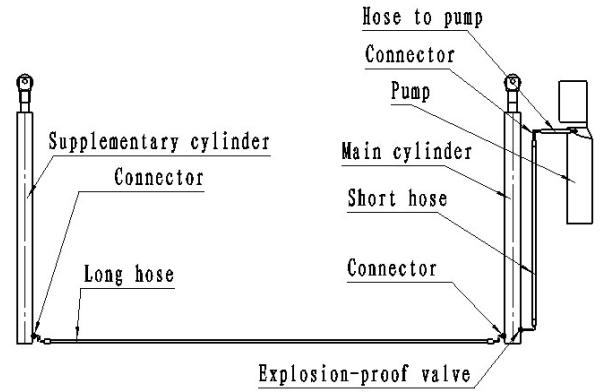 Hose to pump
Connector
Pump
Supplementary cylinder
Main cylinder
Connector
Short hose
Long hose
Connector
Explosion-proof valve